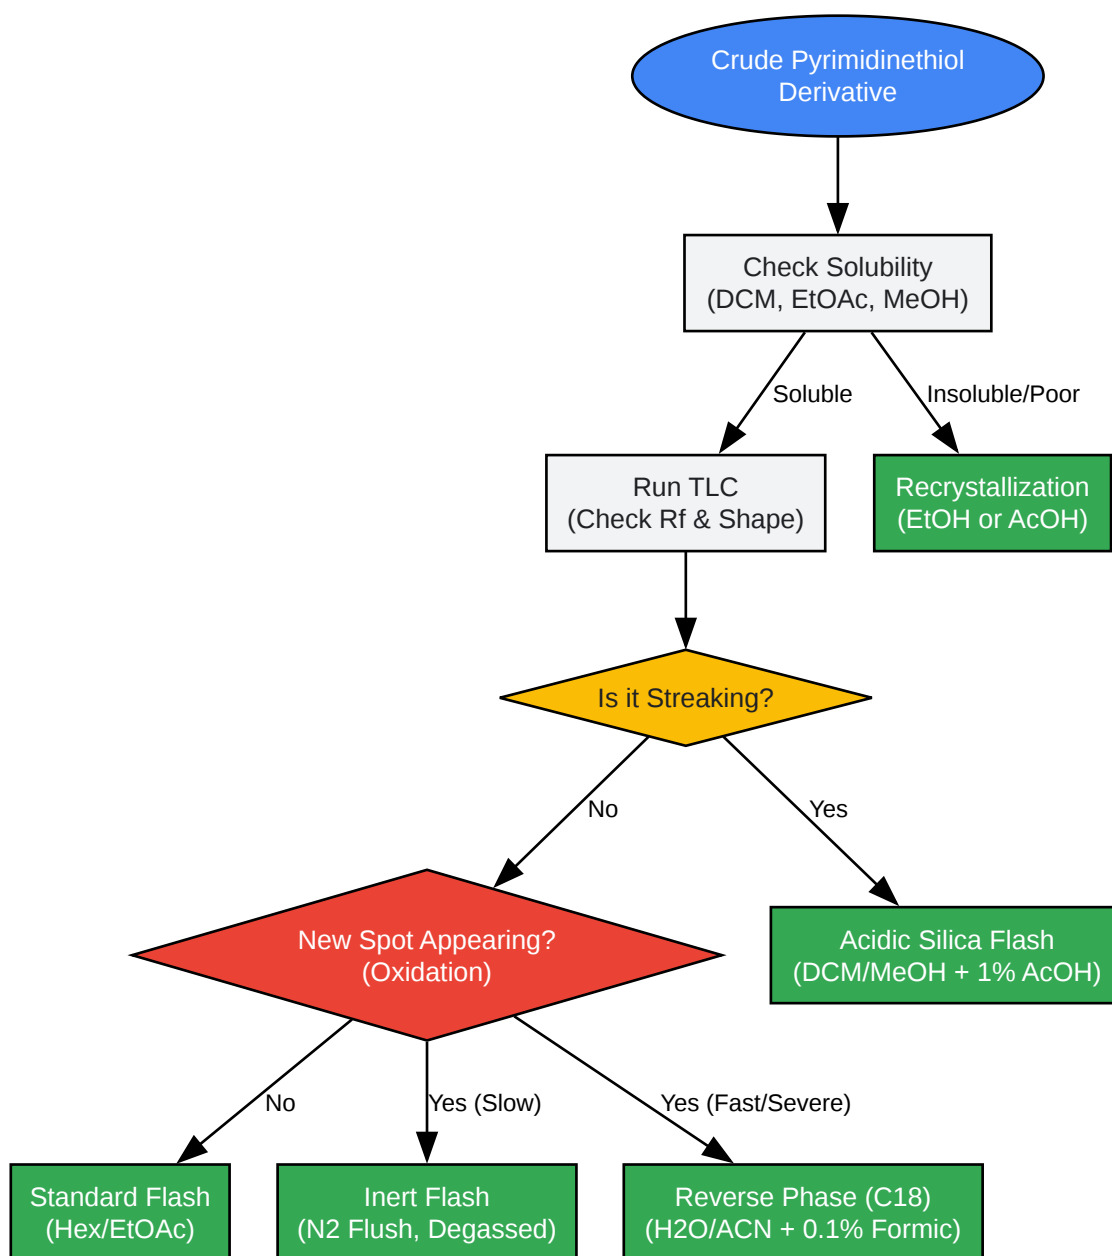 Crude Pyrimidinethiol
Derivative
Check Solubility
(DCM, EtOAc, MeOH)
Soluble
Insoluble/Poor
Run TLC
(Check Rf & Shape)
Recrystallization
(EtOH or AcOH)
Is it Streaking?
No
Yes
New Spot Appearing?
(Oxidation)
Acidic Silica Flash
(DCM/MeOH + 1% AcOH)
No
Yes (Slow)
Yes (Fast/Severe)
Standard Flash
(Hex/EtOAc)
Inert Flash
(N2 Flush, Degassed)
Reverse Phase (C18)
(H2O/ACN + 0.1% Formic)